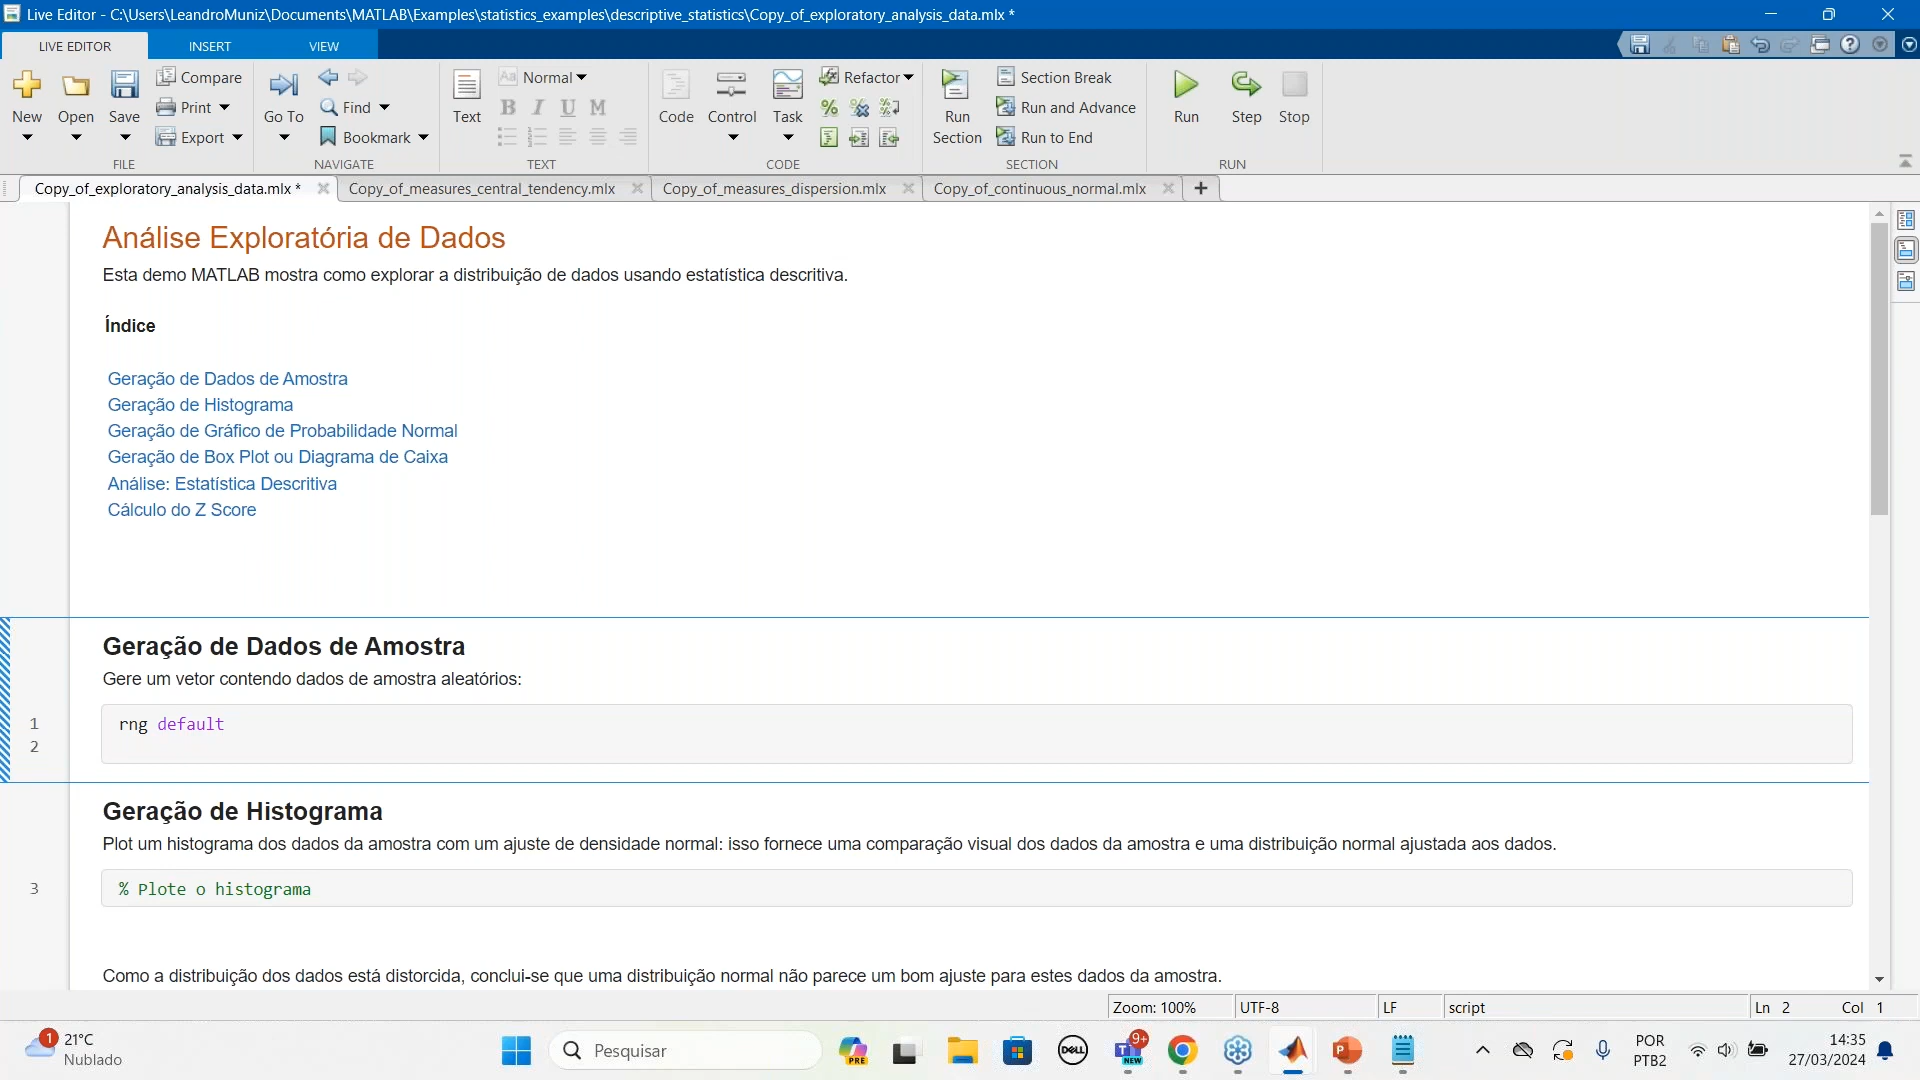 Live Editor - C:\Users\LeandroMuniz\Documents\MATLAB\Examples\statistics_examples\descriptive_statistics\Copy_of_exploratory_analysis_data.mlx *
LIVE EDITOR INSERT VIEW
New Open Save Compare Print Export
FILE
Go To Find Bookmark
NAVIGATE
Text Aa Normal
B I U M
TEXT
Code Control Task Refactor
CODE
Run Section
Section Break
Run and Advance
Run to End
SECTION
Run Step Stop
RUN
Copy_of_exploratory_analysis_data.mlx * Copy_of_measures_central_tendency.mlx Copy_of_measures_dispersion.mlx Copy_of_continuous_normal.mlx +
Análise Exploratória de Dados
Esta demo MATLAB mostra como explorar a distribuição de dados usando estatística descritiva.
Índice
Geração de Dados de Amostra
Geração de Histograma
Geração de Gráfico de Probabilidade Normal
Geração de Box Plot ou Diagrama de Caixa
Análise: Estatística Descritiva
Cálculo do Z Score
Geração de Dados de Amostra
Gere um vetor contendo dados de amostra aleatórios:
1 rng default
2
Geração de Histograma
Plot um histograma dos dados da amostra com um ajuste de densidade normal: isso fornece uma comparação visual dos dados da amostra e uma distribuição normal ajustada aos dados.
3 % Plote o histograma
Como a distribuição dos dados está distorcida, conclui-se que uma distribuição normal não parece um bom ajuste para estes dados da amostra.
Zoom: 100% UTF-8 LF script Ln 2 Col 1
1 21°C
Nublado
Pesquisar
PRE
DELL
9+
NEW
POR
PTB2
14:35
27/03/2024